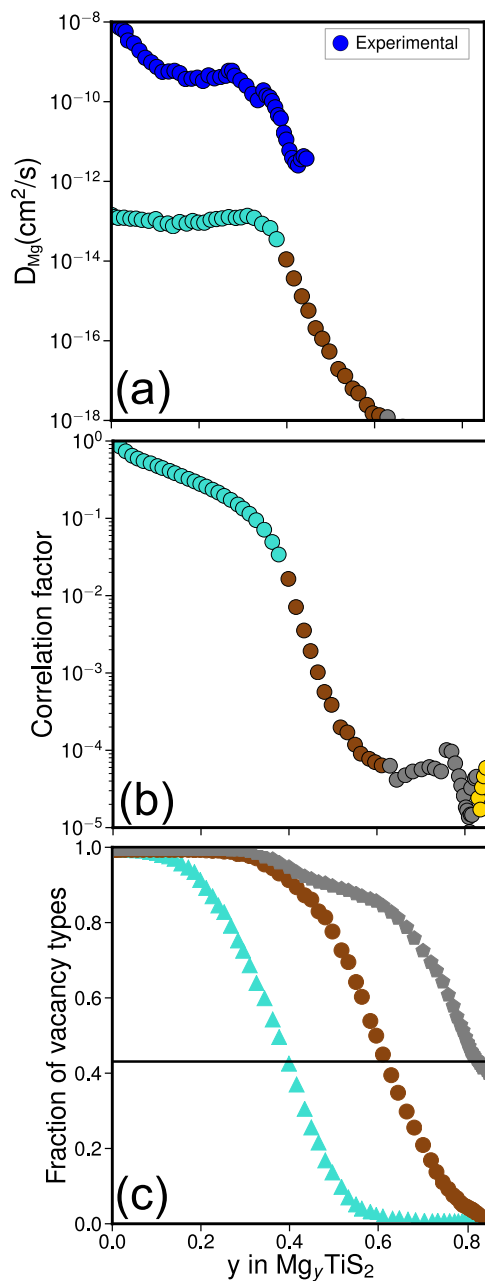 10⁻⁸
Experimental
10⁻¹⁰
10⁻¹²
D_Mg(cm²/s)
10⁻¹⁴
10⁻¹⁶
(a)
10⁻¹⁸
10⁰
10⁻¹
10⁻²
Correlation factor
10⁻³
10⁻⁴
(b)
10⁻⁵
1.0
0.8
0.6
Fraction of vacancy types
0.4
0.2
(c)
0.0
0.0 0.2 0.4 0.6 0.8
y in Mg_yTiS₂